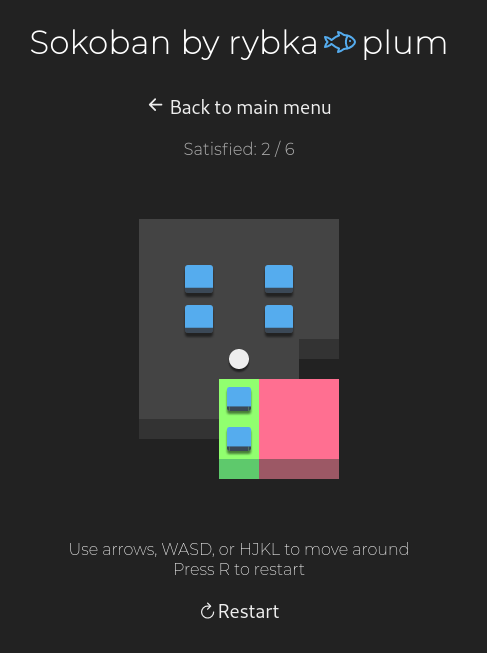 Sokoban by rybka plum
← Back to main menu
Satisfied: 2 / 6
Use arrows, WASD, or HJKL to move around
Press R to restart
Restart